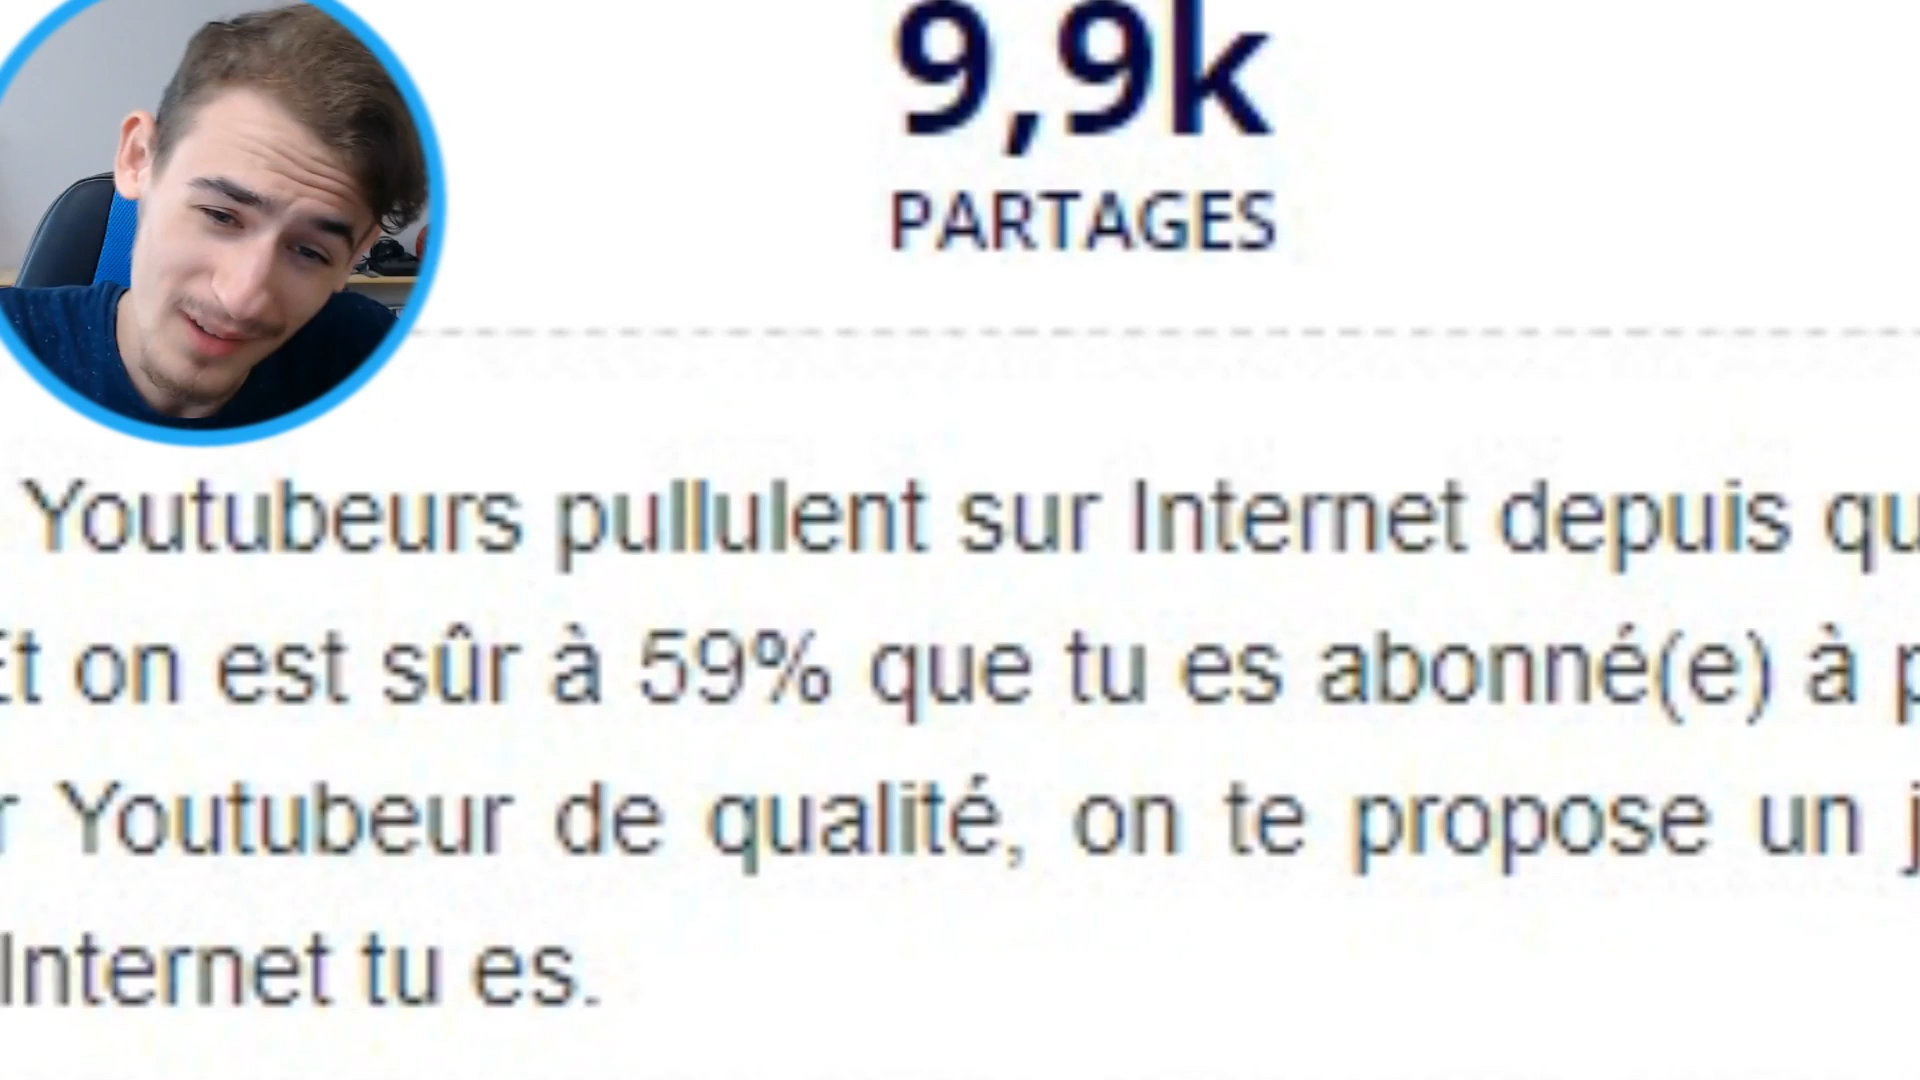 9,9k
PARTAGES
Youtubeurs pullulent sur Internet depuis
Et on est sûr à 59% que tu es abonné(e) à
Youtubeur de qualité, on te propose un
Internet tu es.